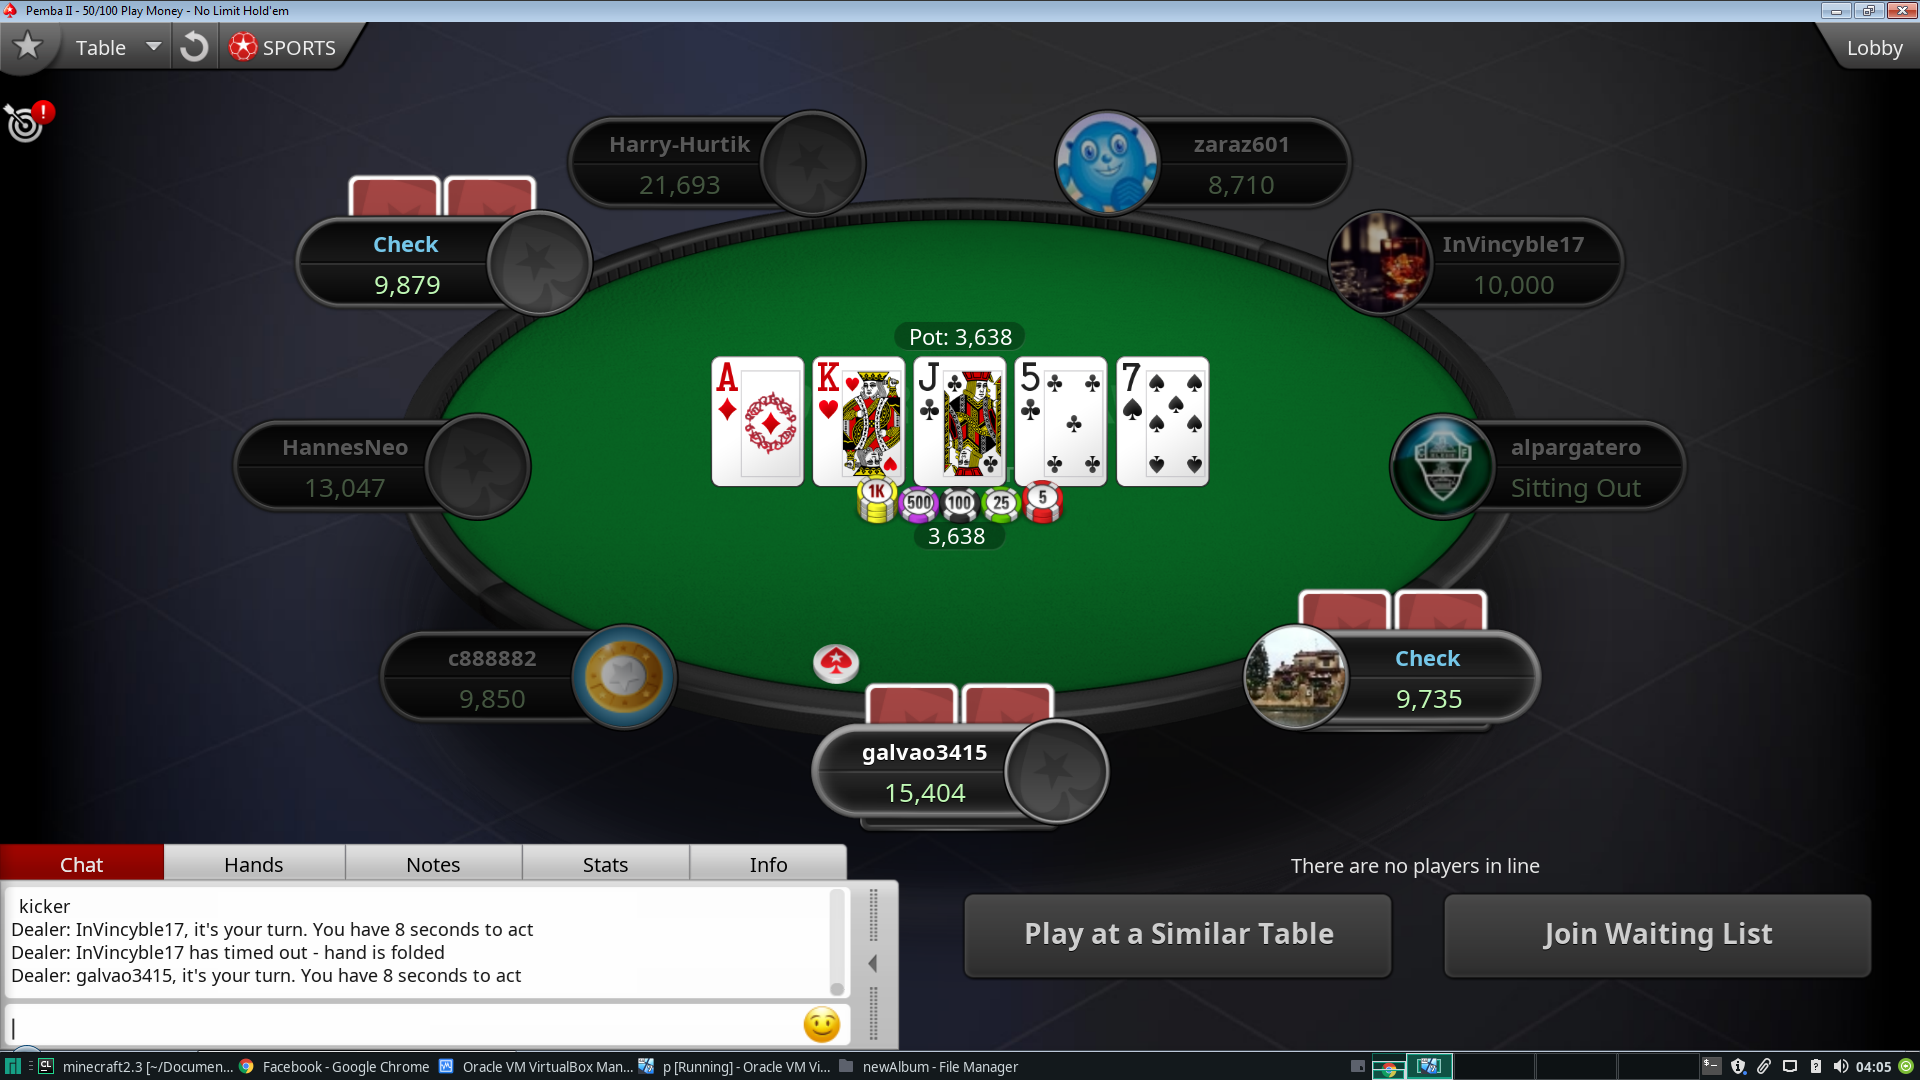 Pemba II - 50/100 Play Money - No Limit Hold'em
Table
SPORTS
Lobby
!
Harry-Hurtik
21,693
zaraz601
8,710
Check
9,879
InVincyble17
10,000
Pot: 3,638
A
K
J
5
7
HannesNeo
13,047
alpargatero
Sitting Out
1K
500
100
25
5
3,638
c888882
9,850
Check
9,735
galvao3415
15,404
Chat
Hands
Notes
Stats
Info
There are no players in line
kicker
Dealer: InVincyble17, it's your turn. You have 8 seconds to act
Dealer: InVincyble17 has timed out - hand is folded
Dealer: galvao3415, it's your turn. You have 8 seconds to act
Play at a Similar Table
Join Waiting List
CL
minecraft2.3 [~/Documen...
Facebook - Google Chrome
Oracle VM VirtualBox Man...
p [Running] - Oracle VM Vi...
newAlbum - File Manager
04:05